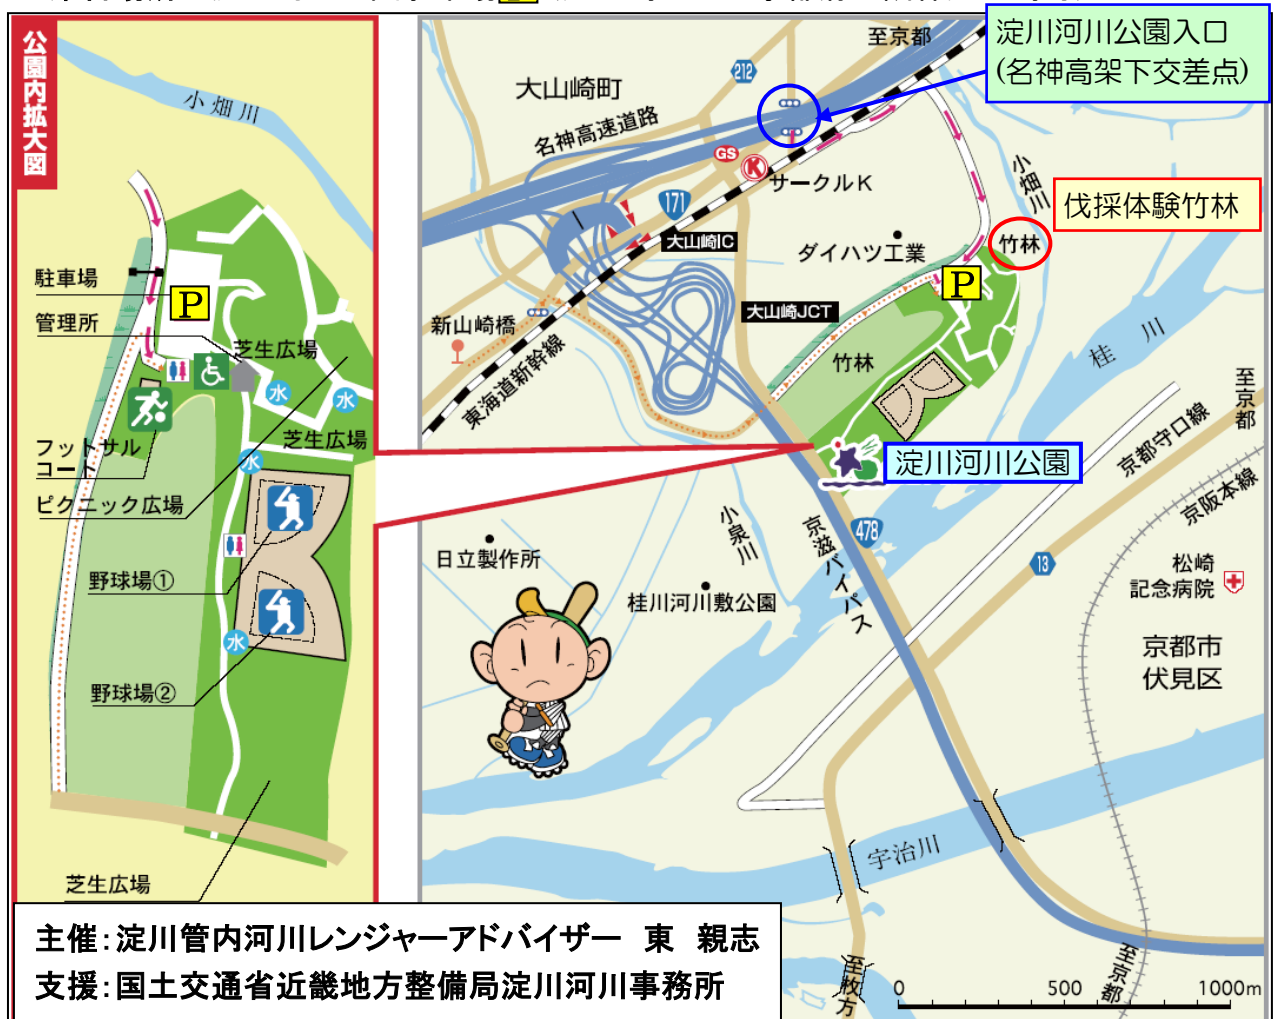 公園内拡大図
小畑川
駐車場
P
管理所
芝生広場
水
水
芝生広場
フットサル
コート
水
ピクニック広場
野球場①
水
野球場②
芝生広場
至京都
淀川河川公園入口
(名神高架下交差点)
212
大山崎町
名神高速道路
GS
K
サークルK
小畑川
伐採体験竹林
171
大山崎IC
竹林
ダイハツ工業
P
大山崎JCT
新山崎橋
桂川
竹林
東海道新幹線
至京都
淀川河川公園
京都守口線
京阪本線
小泉川
京滋バイパス
478
日立製作所
13
松崎
記念病院
桂川河川敷公園
京都市
伏見区
宇治川
至枚方
至京都
0 500 1000m
主催：淀川管内河川レンジャーアドバイザー 東 親志
支援：国土交通省近畿地方整備局淀川河川事務所